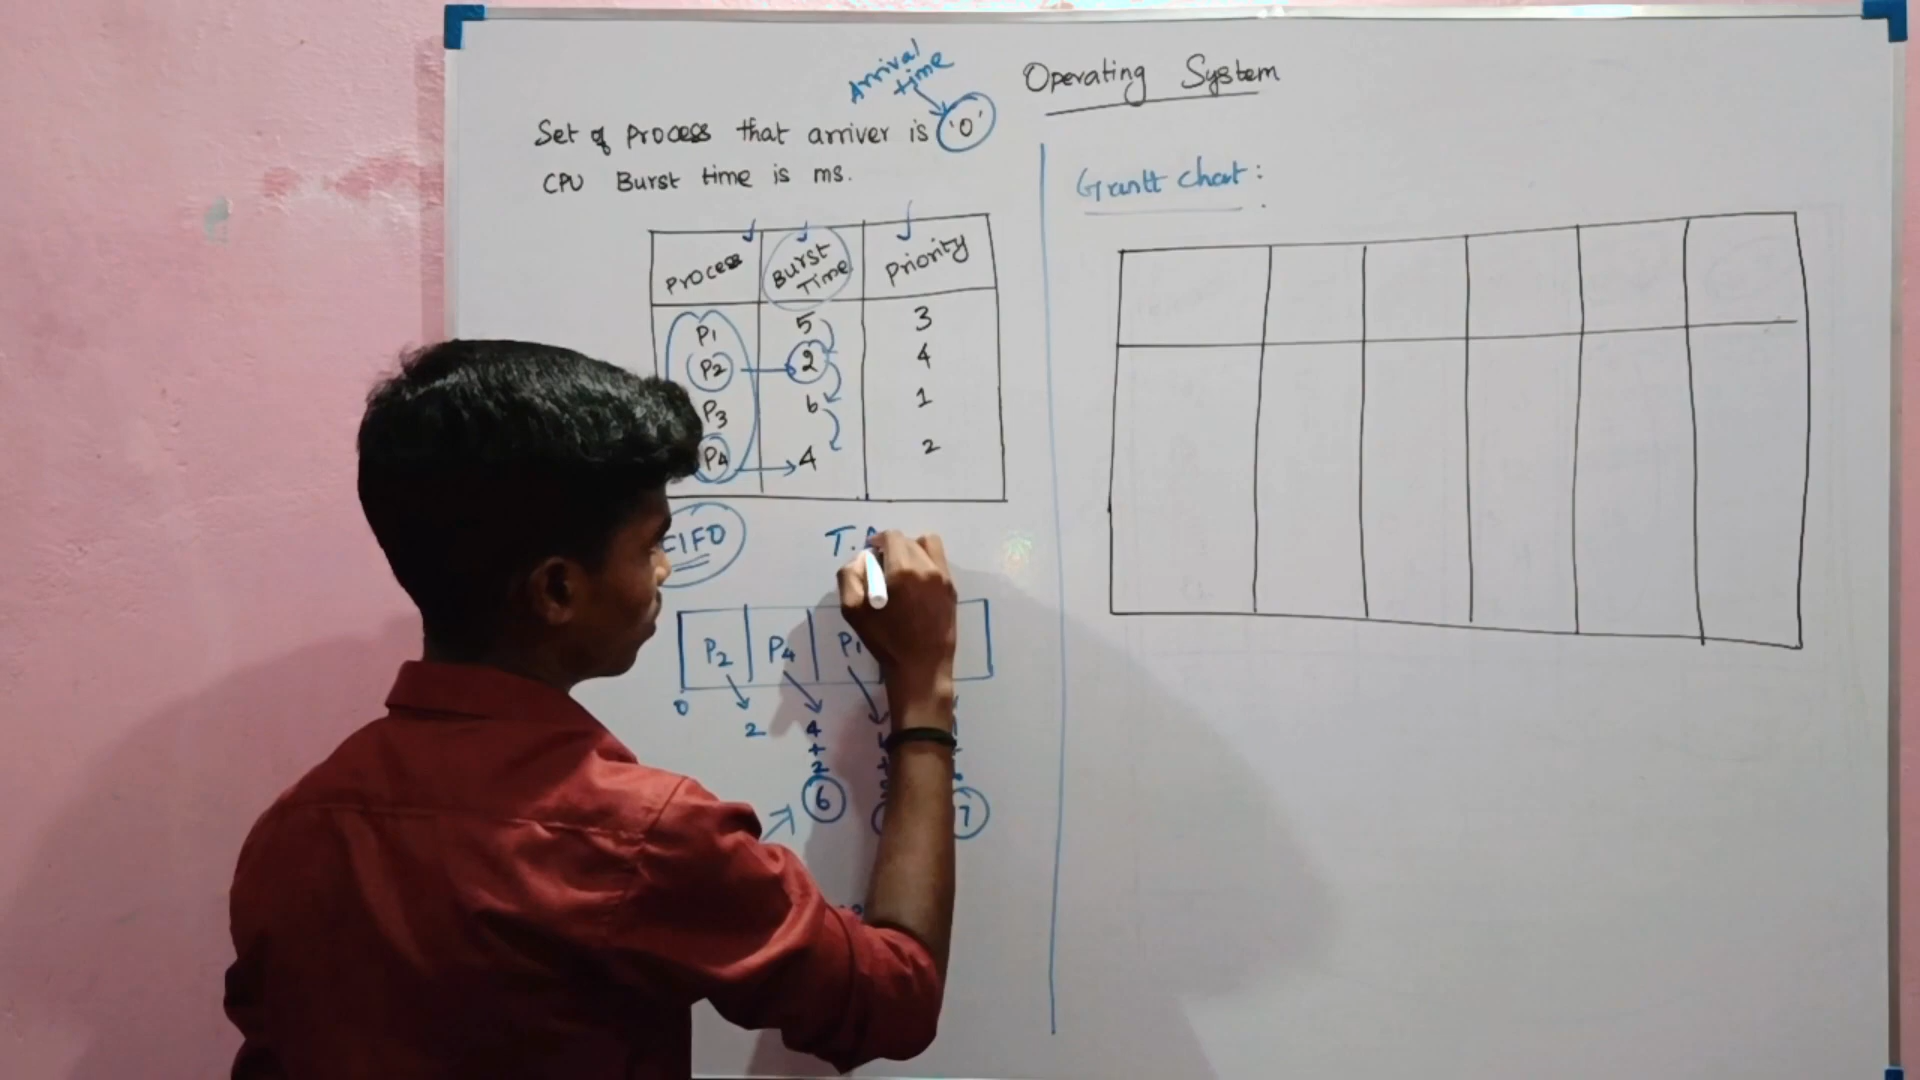 Operating System
Arrival
time
Set of process that arriver is '0'
CPU Burst time is ms.
Grantt chart:
Process Burst Time Priority
P1 5 3
P2 2 4
P3 6 1
P4 4 2
FIFO T.A
P2 P4 P1
0
2 4
+
2
6 7